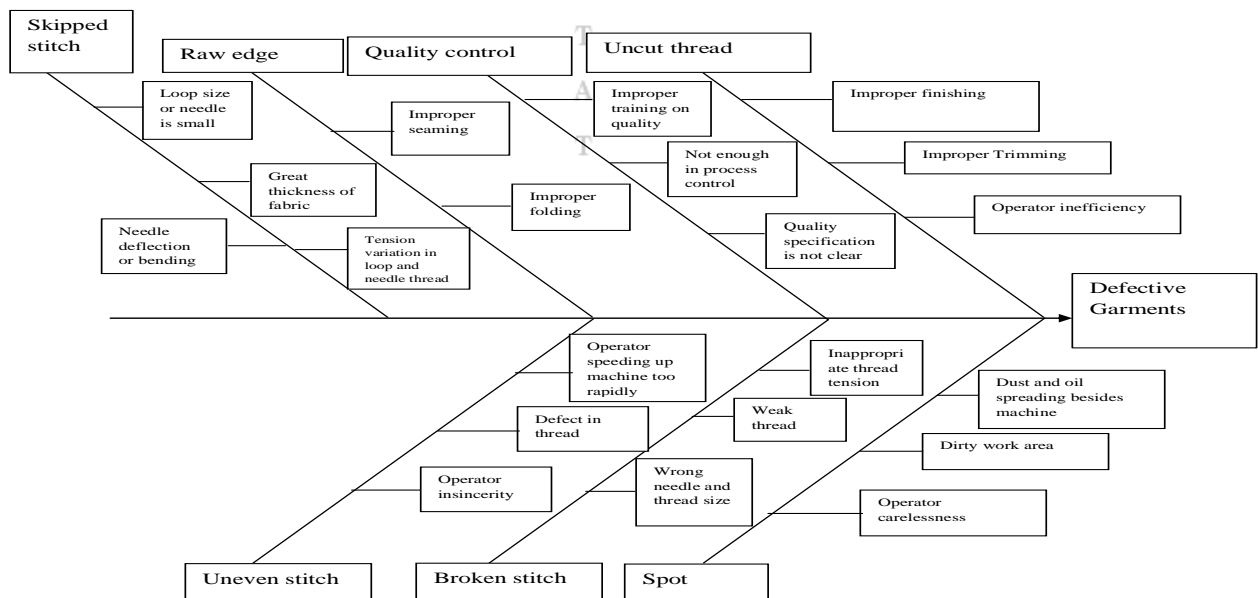 Skipped
stitch
Raw edge
Quality control
Uncut thread
T
A
T
Loop size
or needle
is small
Great
thickness of
fabric
Needle
deflection
or bending
Tension
variation in
loop and
needle thread
Improper
seaming
Improper
folding
Improper
training on
quality
Not enough
in process
control
Quality
specification
is not clear
Improper finishing
Improper Trimming
Operator inefficiency
Defective
Garments
Operator
speeding up
machine too
rapidly
Defect in
thread
Operator
insincerity
Inappropri
ate thread
tension
Weak
thread
Wrong
needle and
thread size
Dust and oil
spreading besides
machine
Dirty work area
Operator
carelessness
Uneven stitch
Broken stitch
Spot